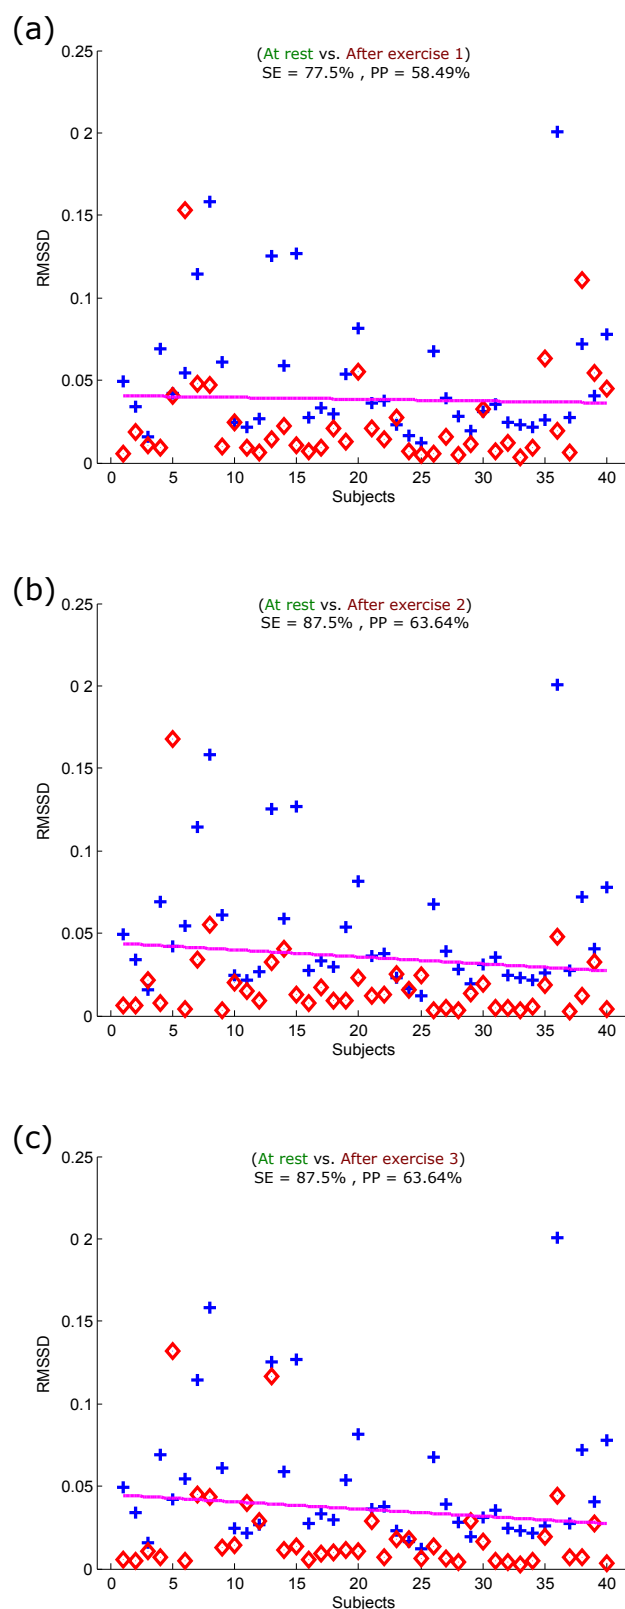 (a)
0.25
(At rest vs. After exercise 1)
SE = 77.5% , PP = 58.49%
0.2
0.15
RMSSD
0.1
0.05
0
0 5 10 15 20 25 30 35 40
Subjects
(b)
0.25
(At rest vs. After exercise 2)
SE = 87.5% , PP = 63.64%
0.2
0.15
RMSSD
0.1
0.05
0
0 5 10 15 20 25 30 35 40
Subjects
(c)
0.25
(At rest vs. After exercise 3)
SE = 87.5% , PP = 63.64%
0.2
0.15
RMSSD
0.1
0.05
0
0 5 10 15 20 25 30 35 40
Subjects